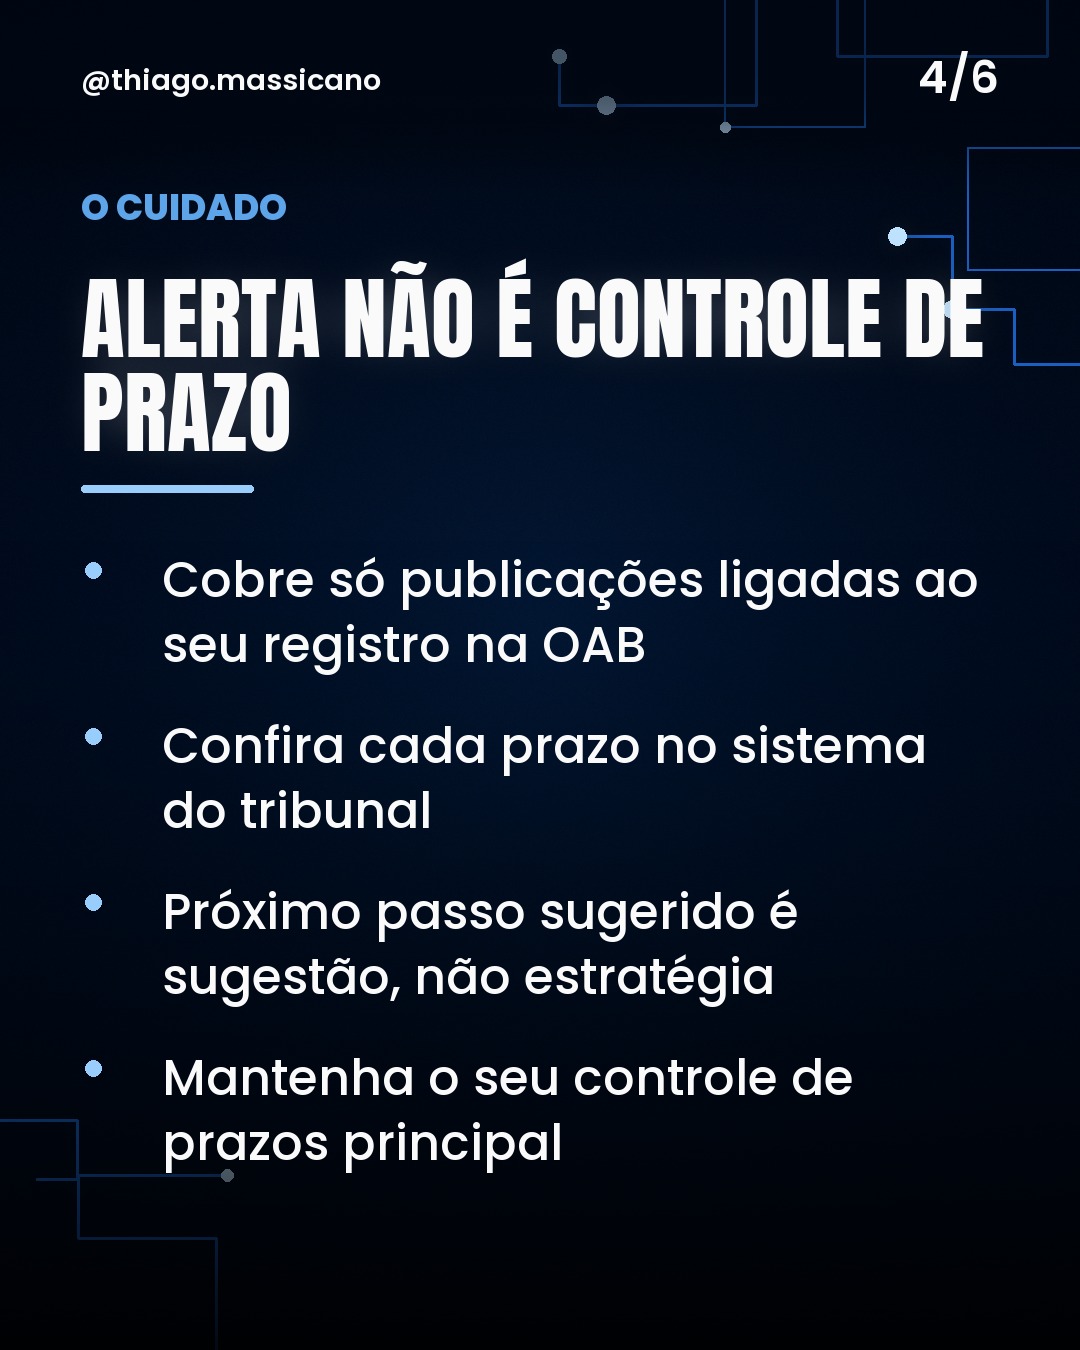 @thiago.massicano
4/6
O CUIDADO
ALERTA NÃO É CONTROLE DE
PRAZO
Cobre só publicações ligadas ao
seu registro na OAB
Confira cada prazo no sistema
do tribunal
Próximo passo sugerido é
sugestão, não estratégia
Mantenha o seu controle de
prazos principal